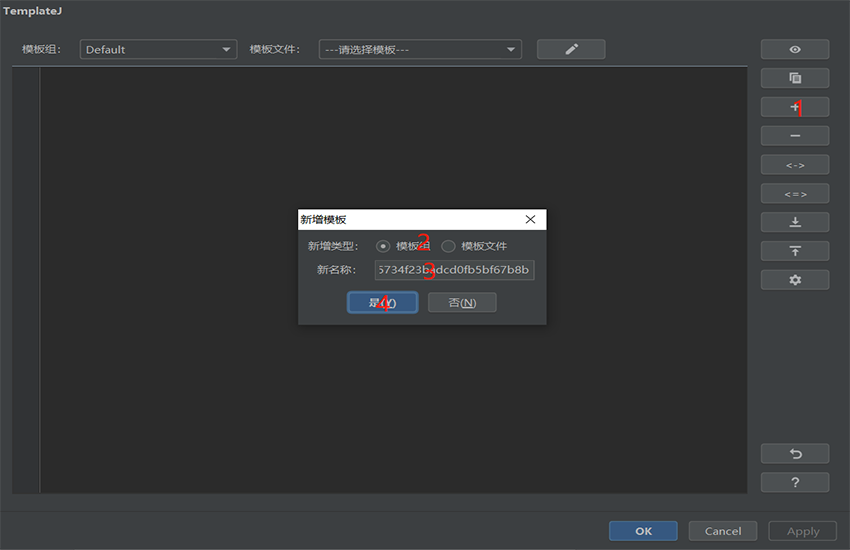 TemplateJ
模板组: Default 模板文件: ---请选择模板---
1
<->
<=>
新增模板
新增类型: 模板组 2 模板文件
新名称: 5734f23badcd0fb5bf67b8b 3
是(Y) 4 否(N)
?
OK Cancel Apply